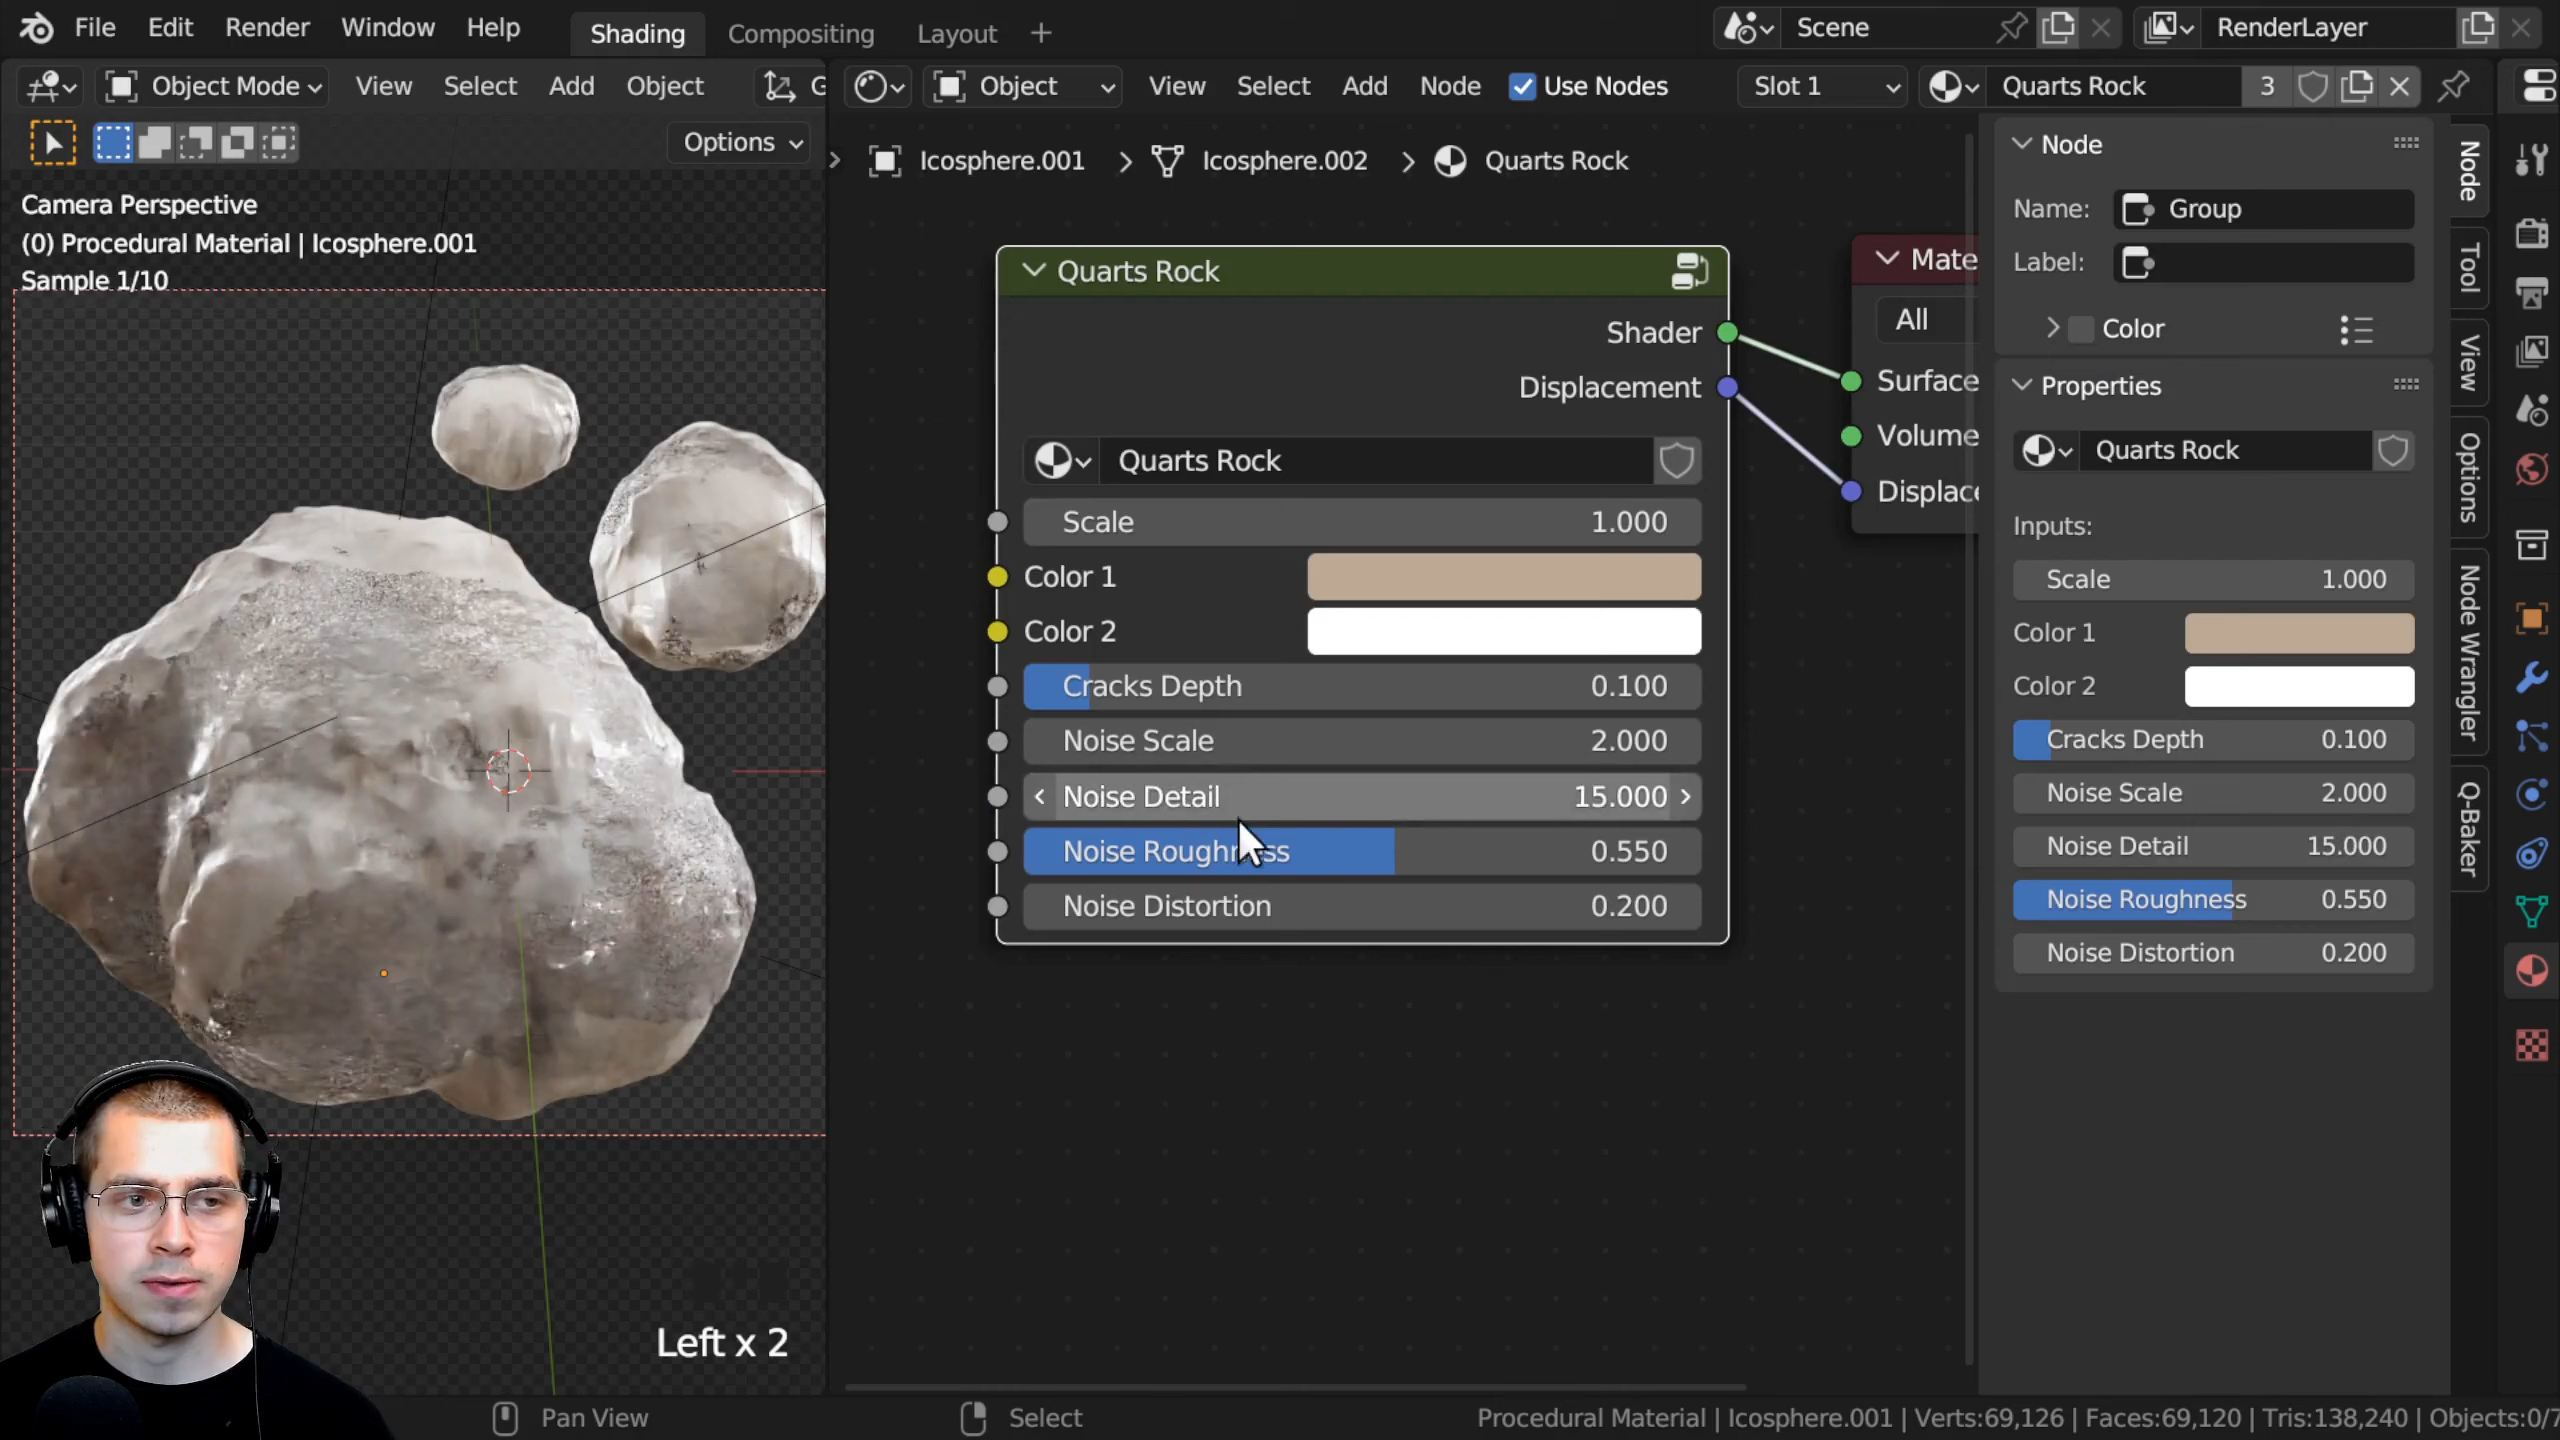 File Edit Render Window Help Shading Compositing Layout + Scene RenderLayer
Object Mode View Select Add Object G Object View Select Add Node Use Nodes Slot 1 Quarts Rock 3
Options
Icosphere.001 > Icosphere.002 > Quarts Rock
Camera Perspective
(0) Procedural Material | Icosphere.001
Sample 1/10
Quarts Rock
Shader
Displacement
Quarts Rock
Scale 1.000
Color 1
Color 2
Cracks Depth 0.100
Noise Scale 2.000
Noise Detail 15.000
Noise Roughness 0.550
Noise Distortion 0.200
Mate
All
Surface
Volume
Displace
Node
Name: Group
Label:
Color
Properties
Quarts Rock
Inputs:
Scale 1.000
Color 1
Color 2
Cracks Depth 0.100
Noise Scale 2.000
Noise Detail 15.000
Noise Roughness 0.550
Noise Distortion 0.200
Node
Tool
View
Options
Node Wrangler
Q-Baker
Left x 2
Pan View Select Procedural Material | Icosphere.001 | Verts:69,126 | Faces:69,120 | Tris:138,240 | Objects:0/7